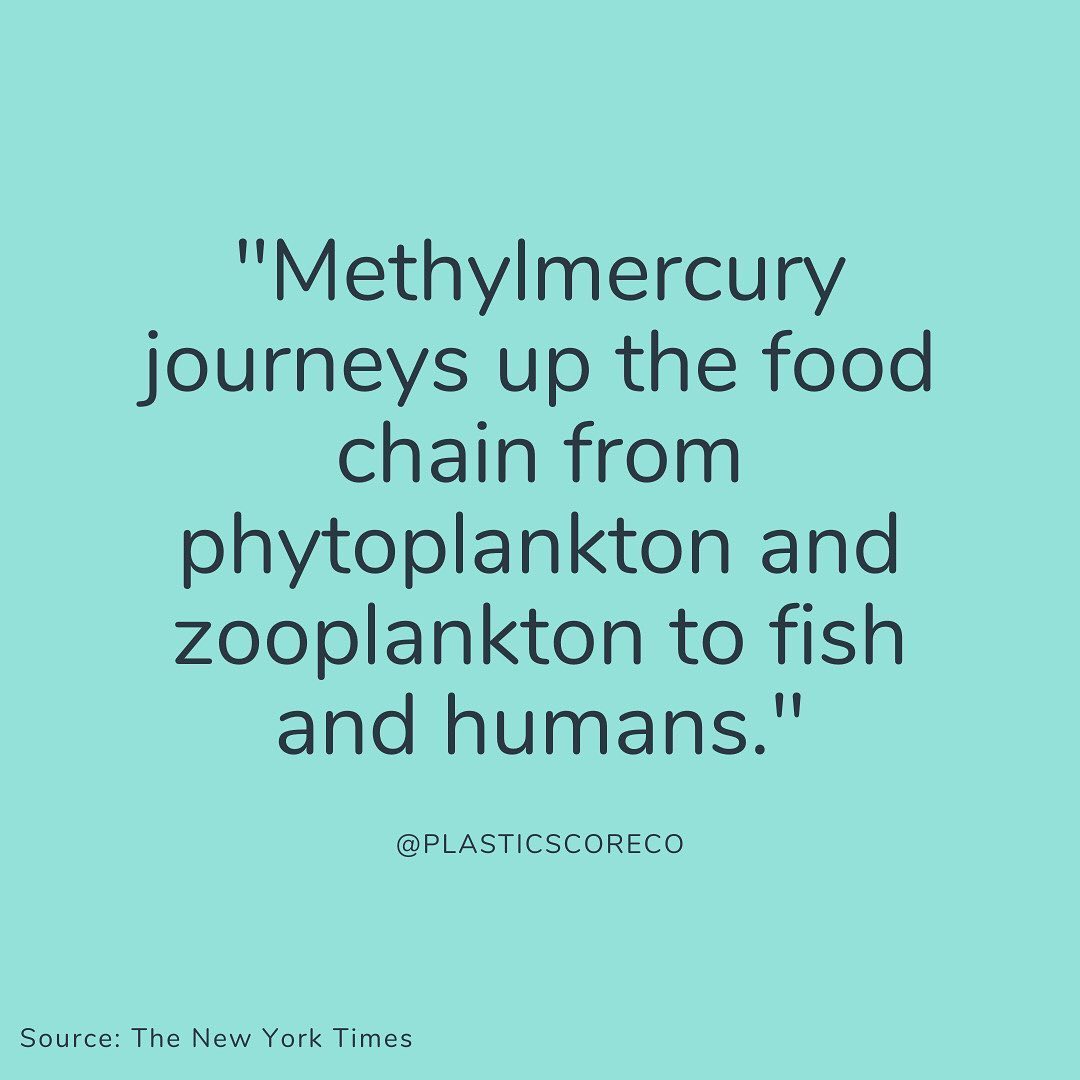 "Methylmercury
journeys up the food
chain from
phytoplankton and
zooplankton to fish
and humans."
@PLASTICSCORECO
Source: The New York Times